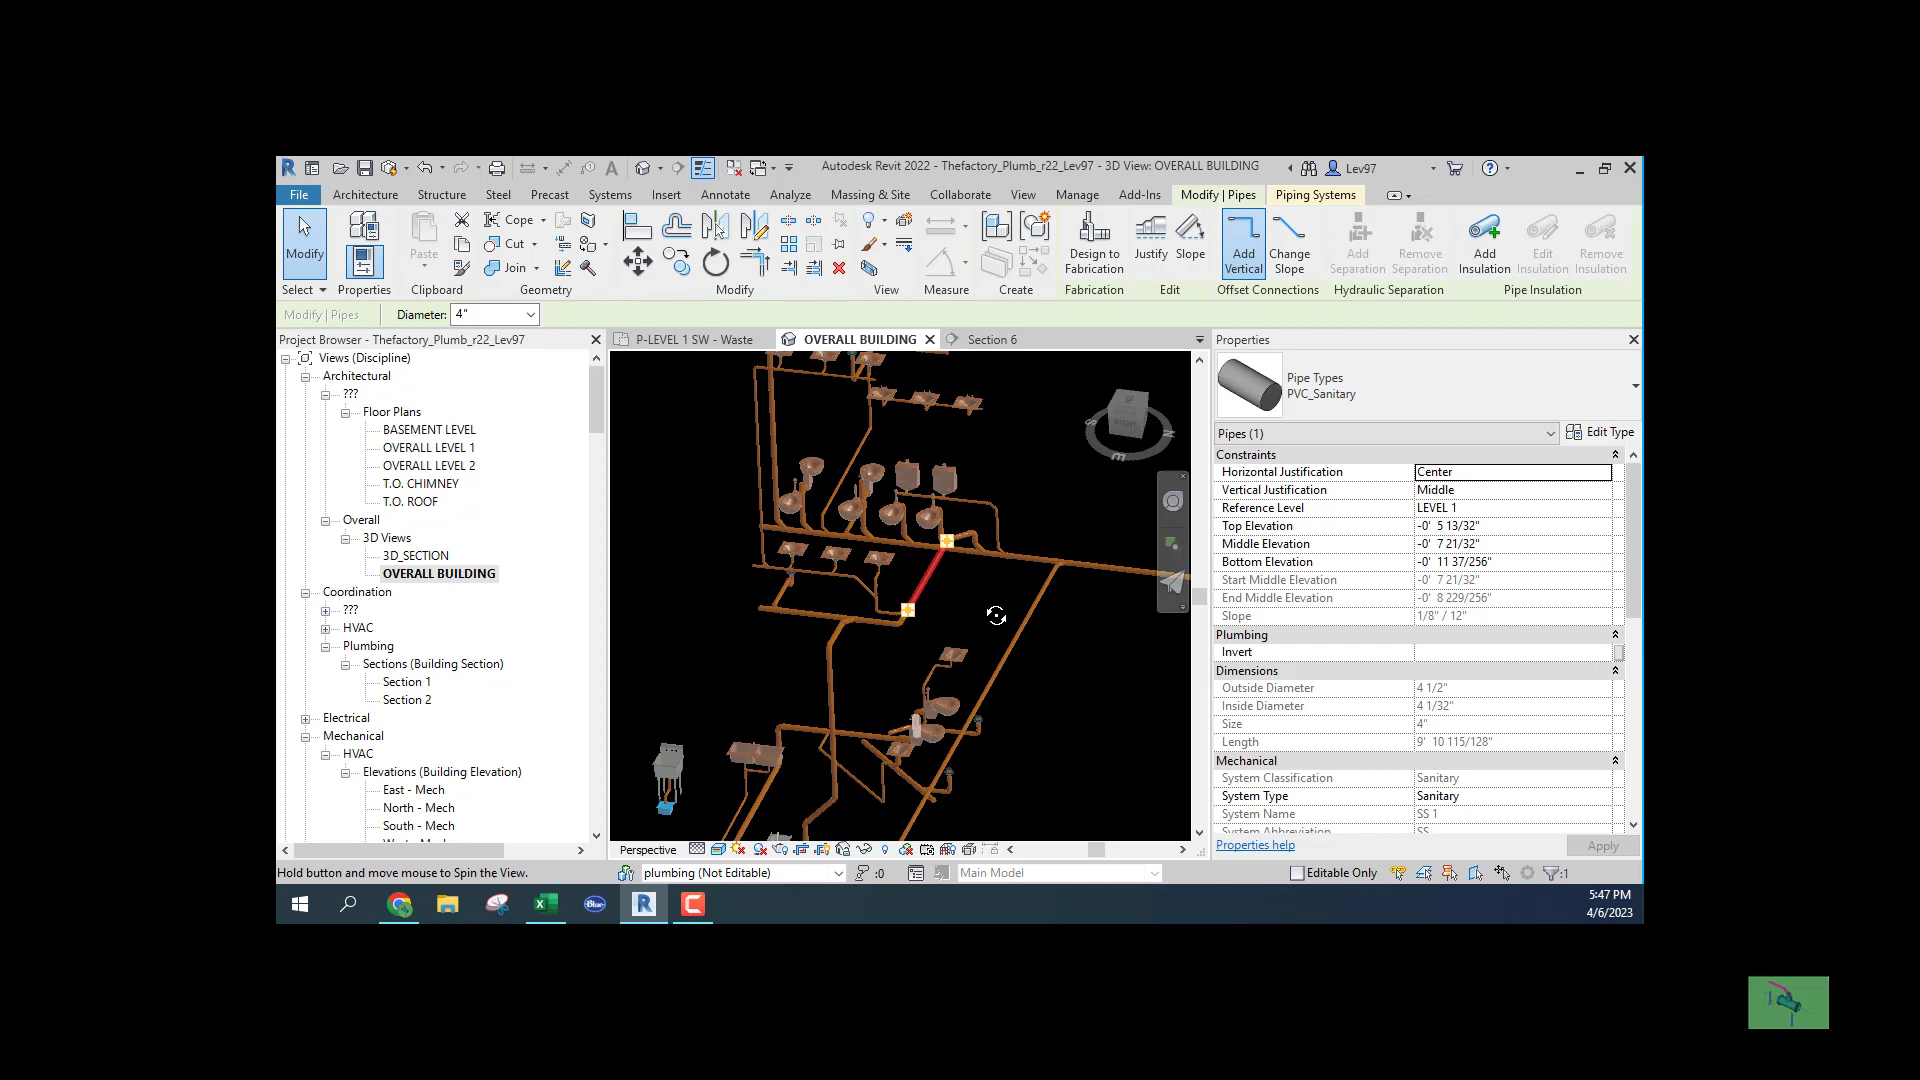 Autodesk Revit 2022 - Thefactory_Plumb_r22_Lev97 - 3D View: OVERALL BUILDING
Lev97
File Architecture Structure Steel Precast Systems Insert Annotate Analyze Massing & Site Collaborate View Manage Add-Ins Modify | Pipes Piping Systems
Modify
Paste
Cope
Cut
Join
Design to Fabrication
Justify
Slope
Add Vertical
Change Slope
Add Separation
Remove Separation
Add Insulation
Edit Insulation
Remove Insulation
Select Properties Clipboard Geometry Modify View Measure Create Fabrication Edit Offset Connections Hydraulic Separation Pipe Insulation
Modify | Pipes Diameter: 4"
Project Browser - Thefactory_Plumb_r22_Lev97
Views (Discipline)
Architectural
???
Floor Plans
BASEMENT LEVEL
OVERALL LEVEL 1
OVERALL LEVEL 2
T.O. CHIMNEY
T.O. ROOF
Overall
3D Views
3D_SECTION
OVERALL BUILDING
Coordination
???
HVAC
Plumbing
Sections (Building Section)
Section 1
Section 2
Electrical
Mechanical
HVAC
Elevations (Building Elevation)
East - Mech
North - Mech
South - Mech
P-LEVEL 1 SW - Waste OVERALL BUILDING Section 6
RIGHT
Perspective
Properties
Pipe Types
PVC_Sanitary
Pipes (1) Edit Type
Constraints
Horizontal Justification Center
Vertical Justification Middle
Reference Level LEVEL 1
Top Elevation -0' 5 13/32"
Middle Elevation -0' 7 21/32"
Bottom Elevation -0' 11 37/256"
Start Middle Elevation -0' 7 21/32"
End Middle Elevation -0' 8 229/256"
Slope 1/8" / 12"
Plumbing
Invert
Dimensions
Outside Diameter 4 1/2"
Inside Diameter 4 1/32"
Size 4"
Length 9' 10 115/128"
Mechanical
System Classification Sanitary
System Type Sanitary
System Name SS 1
System Abbreviation SS
Properties help Apply
Hold button and move mouse to Spin the View. plumbing (Not Editable) :0 Main Model Editable Only :1
5:47 PM
4/6/2023